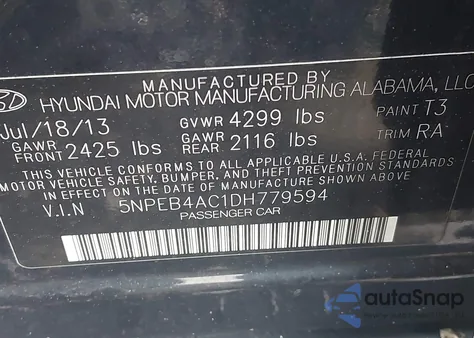 MANUFACTURED BY
HYUNDAI MOTOR MANUFACTURING ALABAMA, LLC
Jul/18/13 GVWR 4299 lbs PAINT T3
GAWR FRONT 2425 lbs GAWR REAR 2116 lbs TRIM RA
THIS VEHICLE CONFORMS TO ALL APPLICABLE U.S.A. FEDERAL
MOTOR VEHICLE SAFETY, BUMPER, AND THEFT PREVENTION STANDARDS
IN EFFECT ON THE DATE OF MANUFACTURE SHOWN ABOVE.
V.I.N 5NPEB4AC1DH779594
PASSENGER CAR
autoSnap